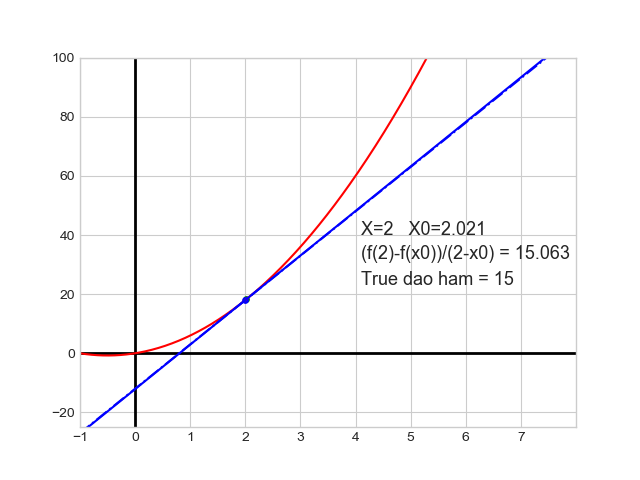 100
80
60
40
20
0
−20
X=2   X0=2.021
(f(2)-f(x0))/(2-x0) = 15.063
True dao ham = 15
−1 0 1 2 3 4 5 6 7